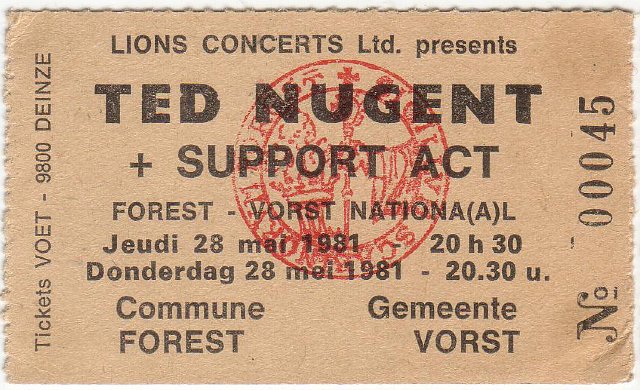 LIONS CONCERTS Ltd. presents
TED NUGENT
+ SUPPORT ACT
FOREST - VORST NATIONA(A)L
Jeudi 28 mai 1981 - 20 h 30
Donderdag 28 mei 1981 - 20.30 u.
Commune Gemeente
FOREST VORST
Tickets VOET - 9800 DEINZE
No 00045